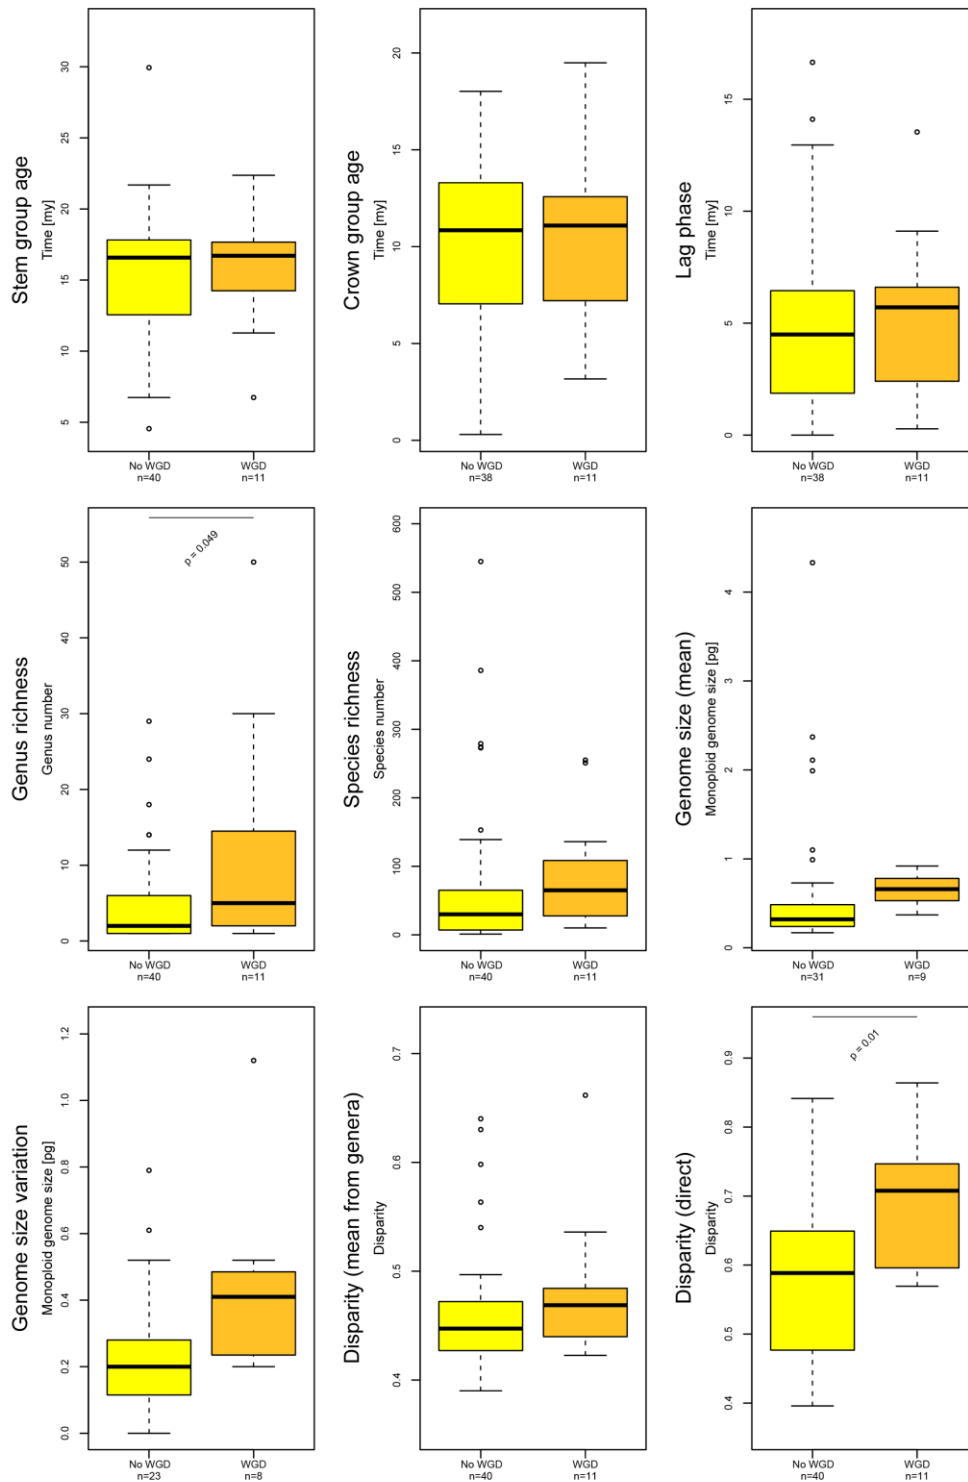 Stem group age
Time [my]
5
10
15
20
25
30
No WGD
n=40
WGD
n=11
Crown group age
Time [my]
0
5
10
15
20
No WGD
n=38
WGD
n=11
Lag phase
Time [my]
0
5
10
15
No WGD
n=38
WGD
n=11
Genus richness
Genus number
0
10
20
30
40
50
p = 0.049
No WGD
n=40
WGD
n=11
Species richness
Species number
0
100
200
300
400
500
600
No WGD
n=40
WGD
n=11
Genome size (mean)
Monoploid genome size [pg]
0
1
2
3
4
No WGD
n=31
WGD
n=9
Genome size variation
Monoploid genome size [pg]
0.0
0.2
0.4
0.6
0.8
1.0
1.2
No WGD
n=23
WGD
n=8
Disparity (mean from genera)
Disparity
0.4
0.5
0.6
0.7
No WGD
n=40
WGD
n=11
Disparity (direct)
Disparity
0.4
0.5
0.6
0.7
0.8
0.9
p = 0.01
No WGD
n=40
WGD
n=11